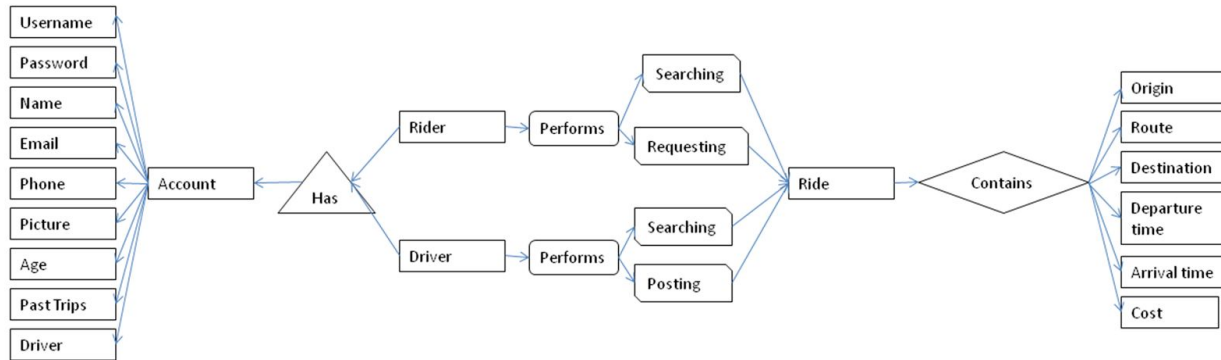 Username
Password
Name
Email
Phone
Picture
Age
Past Trips
Driver
Account
Has
Rider
Driver
Performs
Performs
Searching
Requesting
Searching
Posting
Ride
Contains
Origin
Route
Destination
Departure
time
Arrival time
Cost